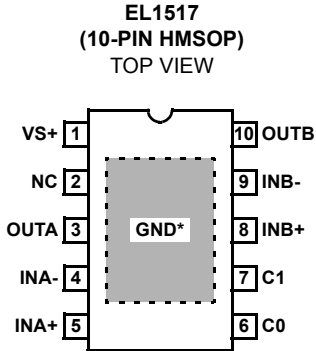 EL1517
(10-PIN HMSOP)
TOP VIEW
VS+ 1 10 OUTB
NC 2 9 INB-
OUTA 3 GND* 8 INB+
INA- 4 7 C1
INA+ 5 6 C0